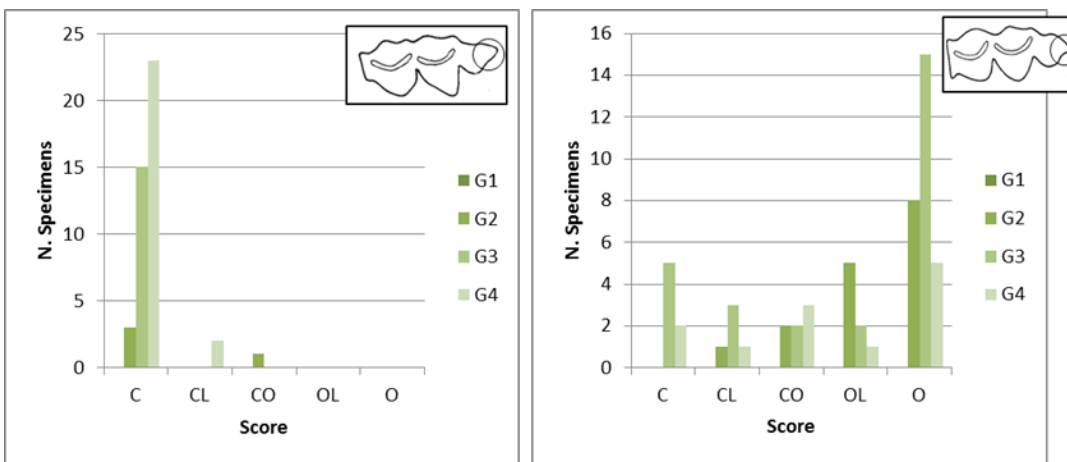 25
20
15
10
5
0
N. Specimens
C CL CO OL O
Score
G1
G2
G3
G4
16
14
12
10
8
6
4
2
0
N. Specimens
C CL CO OL O
Score
G1
G2
G3
G4